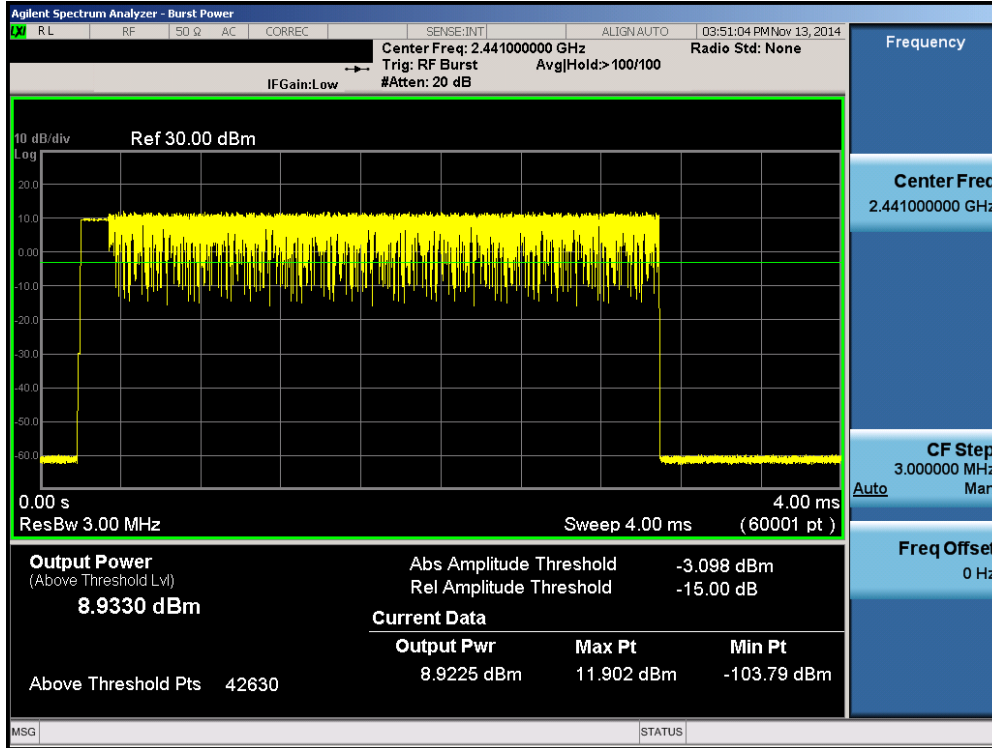 Agilent Spectrum Analyzer - Burst Power
LXI RL RF 50 Ω AC CORREC SENSE:INT ALIGN AUTO 03:51:04 PM Nov 13, 2014
Center Freq: 2.441000000 GHz Radio Std: None
Trig: RF Burst Avg|Hold:>100/100
IFGain:Low #Atten: 20 dB
10 dB/div Ref 30.00 dBm
Log
20.0
10.0
0.00
-10.0
-20.0
-30.0
-40.0
-50.0
-60.0
0.00 s 4.00 ms
ResBw 3.00 MHz Sweep 4.00 ms (60001 pt )
Output Power
(Above Threshold Lvl)
8.9330 dBm
Above Threshold Pts 42630
Abs Amplitude Threshold -3.098 dBm
Rel Amplitude Threshold -15.00 dB
Current Data
Output Pwr Max Pt Min Pt
8.9225 dBm 11.902 dBm -103.79 dBm
MSG STATUS
Frequency
Center Freq
2.441000000 GHz
CF Step
3.000000 MHz
Auto Man
Freq Offset
0 Hz